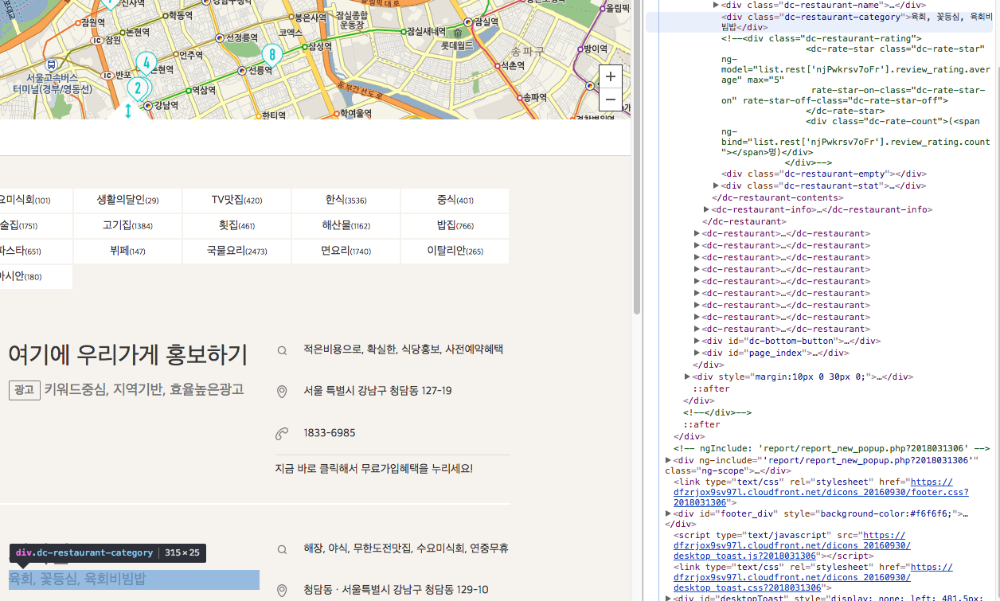 신사역
학동역
봉은사역
잠실종합
운동장
잠실역
올림픽
강원역
논현역
IC 잠원
선정릉역
코엑스
잠실새내역
롯데월드
송파구
방이역
언주역
삼성역
8
4
서울고속버스
터미널(경부/영동선)
IC 반포
선릉역
석촌역
2
역삼역
강남역
동부간선도로
송파역
한티역
학여울역
+
−
요미식회(101)
생활의달인(29)
TV맛집(420)
한식(3536)
중식(401)
술집(1751)
고기집(1384)
횟집(461)
해산물(1162)
밥집(766)
파스타(651)
뷔페(147)
국물요리(2473)
면요리(1740)
이탈리안(265)
아시안(180)
여기에 우리가게 홍보하기
광고 키워드중심, 지역기반, 효율높은광고
적은비용으로, 확실한, 식당홍보, 사전예약혜택
서울 특별시 강남구 청담동 127-19
1833-6985
지금 바로 클릭해서 무료가입혜택을 누리세요!
div.dc-restaurant-category | 315×25
육회, 꽃등심, 육회비빔밥
해장, 야식, 무한도전맛집, 수요미식회, 연중무휴
청담동 · 서울특별시 강남구 청담동 129-10
▶<div class="dc-restaurant-name">…</div>
<div class="dc-restaurant-category">육회, 꽃등심, 육회비
빔밥</div>
<!--<div class="dc-restaurant-rating">
<dc-rate-star class="dc-rate-star"
ng-
model="list.rest['njPwkrsv7oFr'].review_rating.aver
age" max="5"
rate-star-on-class="dc-rate-star-
on" rate-star-off-class="dc-rate-star-off">
</dc-rate-star>
<div class="dc-rate-count">(<span
ng-
bind="list.rest['njPwkrsv7oFr'].review_rating.count
"></span>명)</div>
</div>-->
<div class="dc-restaurant-empty"></div>
▶<div class="dc-restaurant-stat">…</div>
</dc-restaurant-contents>
▶<dc-restaurant-info>…</dc-restaurant-info>
</dc-restaurant>
▶<dc-restaurant>…</dc-restaurant>
▶<dc-restaurant>…</dc-restaurant>
▶<dc-restaurant>…</dc-restaurant>
▶<dc-restaurant>…</dc-restaurant>
▶<dc-restaurant>…</dc-restaurant>
▶<dc-restaurant>…</dc-restaurant>
▶<dc-restaurant>…</dc-restaurant>
▶<dc-restaurant>…</dc-restaurant>
▶<dc-restaurant>…</dc-restaurant>
▶<div id="dc-bottom-button">…</div>
▶<div id="page_index">…</div>
</div>
▶<div style="margin:10px 0 30px 0;">…</div>
::after
</div>
<!--</div>-->
::after
</div>
<!-- ngInclude: 'report/report_new_popup.php?2018031306' -->
▶<div ng-include="'report/report_new_popup.php?2018031306'"
class="ng-scope">…</div>
<link type="text/css" rel="stylesheet" href="https://
dfzrjox9sv97l.cloudfront.net/dicons_20160930/footer.css?
2018031306">
▶<div id="footer_div" style="background-color:#f6f6f6;">…
</div>
<script type="text/javascript" src="https://
dfzrjox9sv97l.cloudfront.net/dicons_20160930/
desktop_toast.js?2018031306"></script>
<link type="text/css" rel="stylesheet" href="https://
dfzrjox9sv97l.cloudfront.net/dicons_20160930/
desktop_toast.css?2018031306">
▶<div id="desktopToast" style="display: none; left: 481.5px;